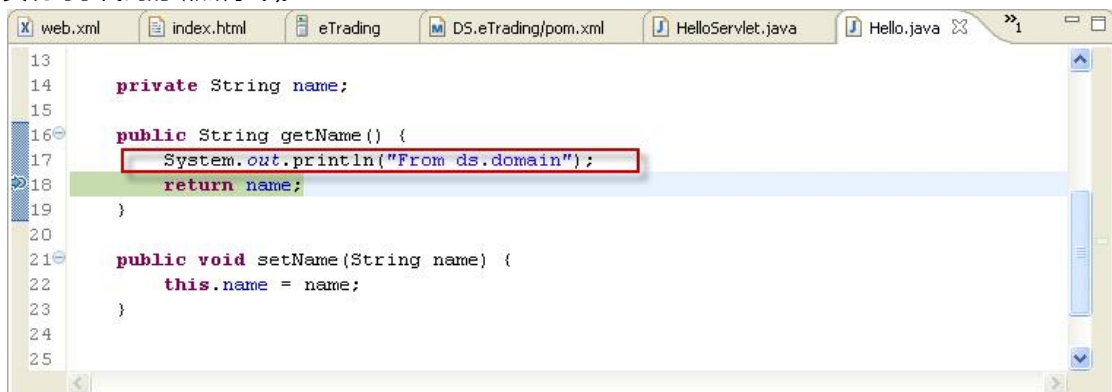 web.xml index.html eTrading DS.eTrading/pom.xml HelloServlet.java Hello.java »1
13
14 private String name;
15
16 public String getName() {
17 System.out.println("From ds.domain");
18 return name;
19 }
20
21 public void setName(String name) {
22 this.name = name;
23 }
24
25